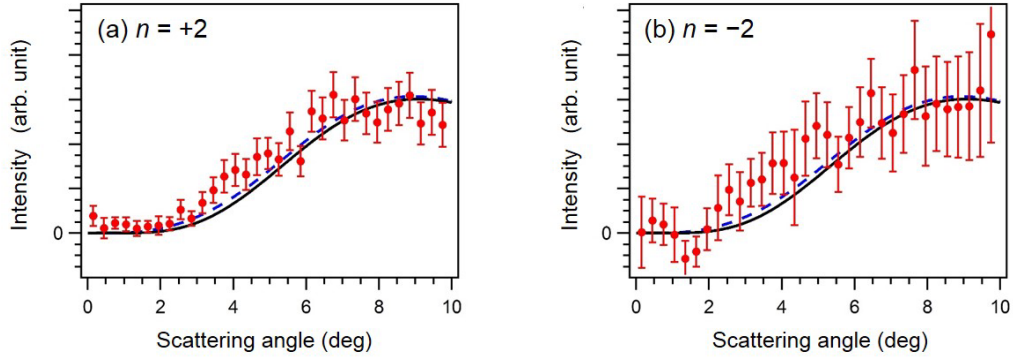 (a) n = +2
Intensity (arb. unit)
0
0 2 4 6 8 10
Scattering angle (deg)
(b) n = −2
Intensity (arb. unit)
0
0 2 4 6 8 10
Scattering angle (deg)